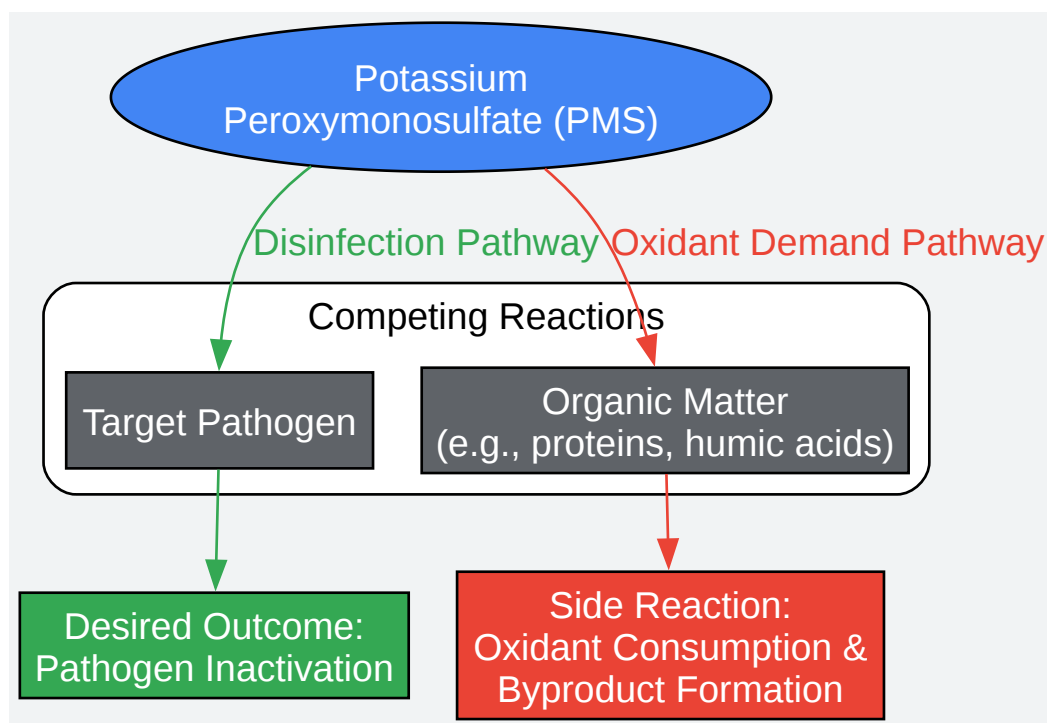 Potassium
Peroxymonosulfate (PMS)
Disinfection Pathway
Oxidant Demand Pathway
Competing Reactions
Target Pathogen
Organic Matter
(e.g., proteins, humic acids)
Desired Outcome:
Pathogen Inactivation
Side Reaction:
Oxidant Consumption &
Byproduct Formation